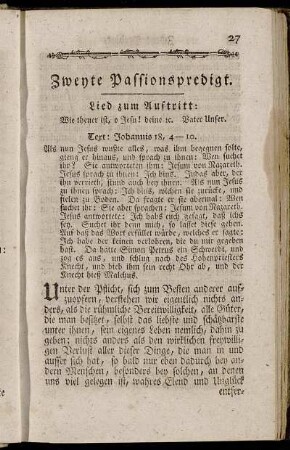 27
Zweyte Passionspredigt.
Lied zum Auftritt:
Wie theuer ist, o Jesu! deine ꝛc. Vater Unser.
Text: Johannis 18, 4—10.
Als nun Jesus wußte alles, was ihm begegnen sollte,
gieng er hinaus, und sprach zu ihnen: Wen suchet
ihr? Sie antworteten ihm: Jesum von Nazareth.
Jesus sprach zu ihnen: Ich bins. Judas aber, der
ihn verrieth, stund auch bey ihnen. Als nun Jesus
zu ihnen sprach: Ich bins, wichen sie zurücke, und
fielen zu Boden. Da fragte er sie abermal: Wen
suchet ihr? Sie aber sprachen: Jesum von Nazareth.
Jesus antwortete: Ich habs euch gesagt, daß ichs
sey. Suchet ihr denn mich, so lasset diese gehen.
Auf daß das Wort erfüllet würde, welches er sagte:
Ich habe der keinen verlohren, die du mir gegeben
hast. Da hatte Simon Petrus ein Schwerdt, und
zog es aus, und schlug nach des Hohenpriesters
Knecht, und hieb ihm sein recht Ohr ab, und der
Knecht hieß Malchus.
Unter der Pflicht, sich zum Besten anderer auf-
zuopfern, verstehen wir eigentlich nichts an-
ders, als die rühmliche Bereitwilligkeit, alle Güter,
die man besitzet, selbst das liebste und schätzbarste
unter ihnen, sein eigenes Leben nemlich, dahin zu
geben; nichts anders als den wirklichen freywilli-
gen Verlust aller dieser Dinge, die man in und
ausser sich hat, so bald nur eben dadurch bey an-
dern Menschen, besonders bey solchen, an denen
uns viel gelegen ist, wahres Elend und Unglück
entfer-